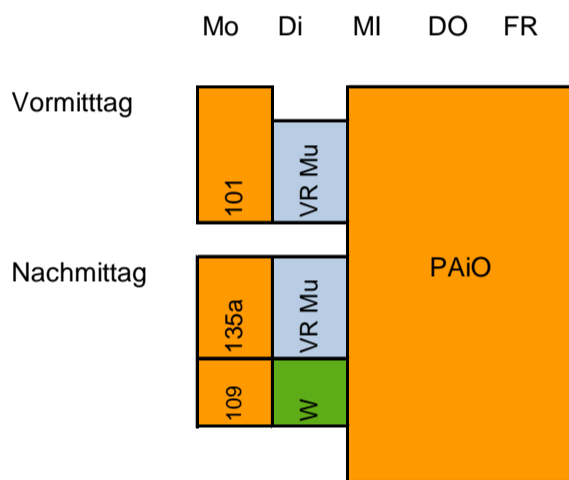 Mo Di MI DO FR
Vormitttag
101 VR Mu
Nachmittag
135a VR Mu PAiO
109 W